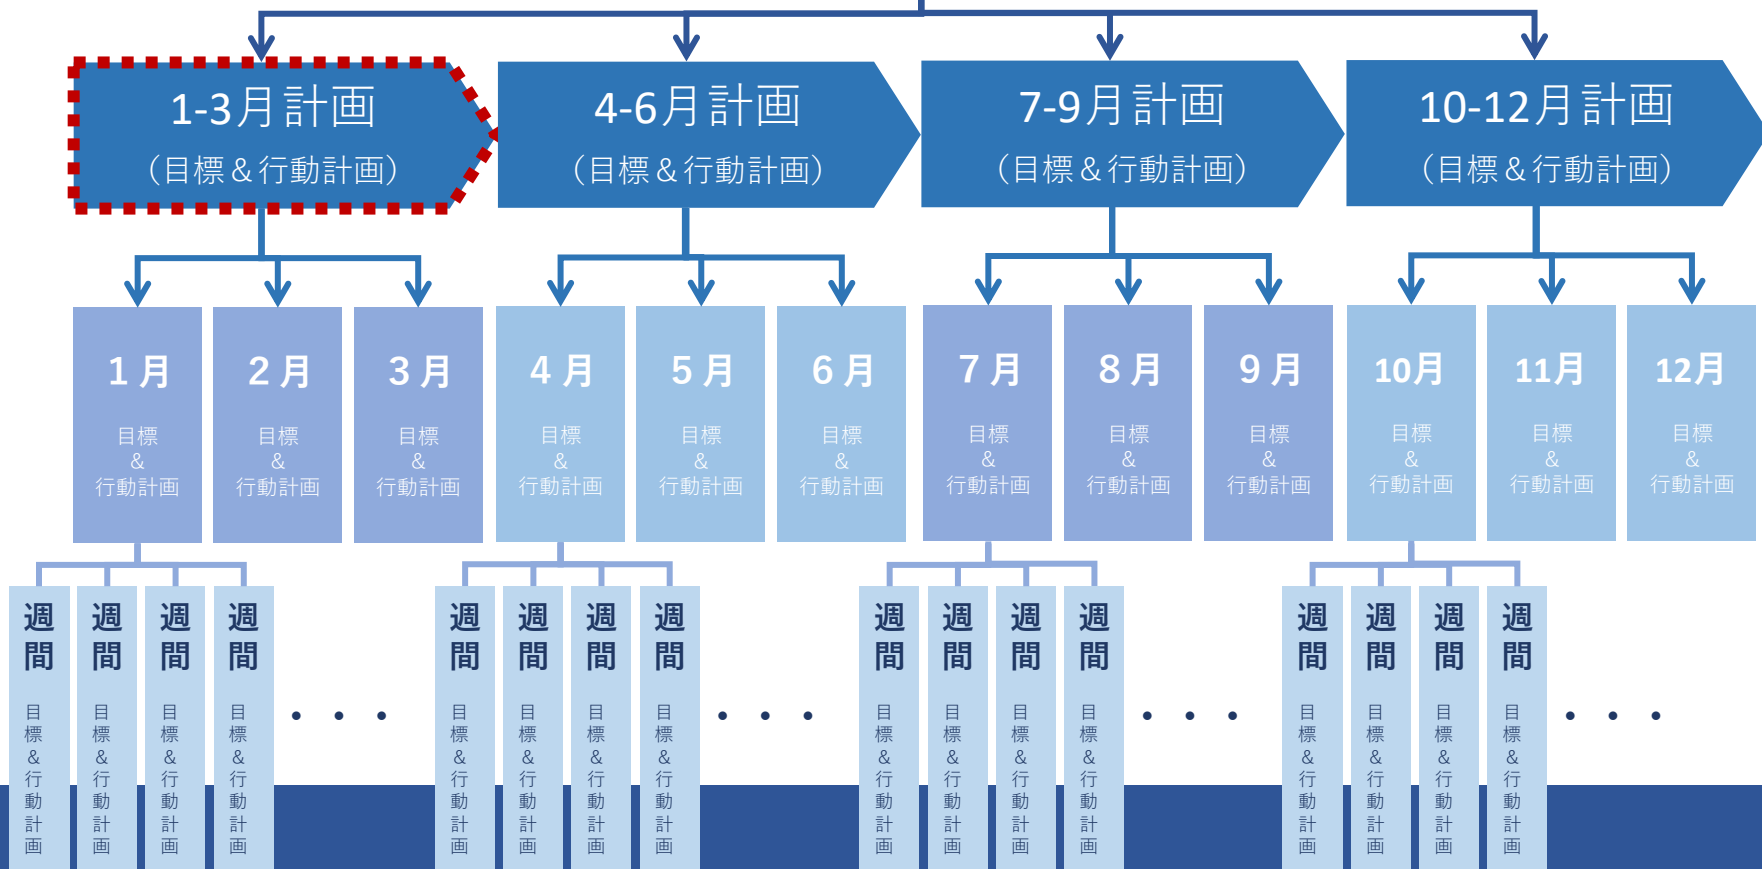 1-3月計画
（目標＆行動計画）
4-6月計画
（目標＆行動計画）
7-9月計画
（目標＆行動計画）
10-12月計画
（目標＆行動計画）
1月
目標
&
行動計画
2月
目標
&
行動計画
3月
目標
&
行動計画
4月
目標
&
行動計画
5月
目標
&
行動計画
6月
目標
&
行動計画
7月
目標
&
行動計画
8月
目標
&
行動計画
9月
目標
&
行動計画
10月
目標
&
行動計画
11月
目標
&
行動計画
12月
目標
&
行動計画
週間
目標＆行動計画
週間
目標＆行動計画
週間
目標＆行動計画
週間
目標＆行動計画
・・・
週間
目標＆行動計画
週間
目標＆行動計画
週間
目標＆行動計画
週間
目標＆行動計画
・・・
週間
目標＆行動計画
週間
目標＆行動計画
週間
目標＆行動計画
週間
目標＆行動計画
・・・
週間
目標＆行動計画
週間
目標＆行動計画
週間
目標＆行動計画
週間
目標＆行動計画
・・・